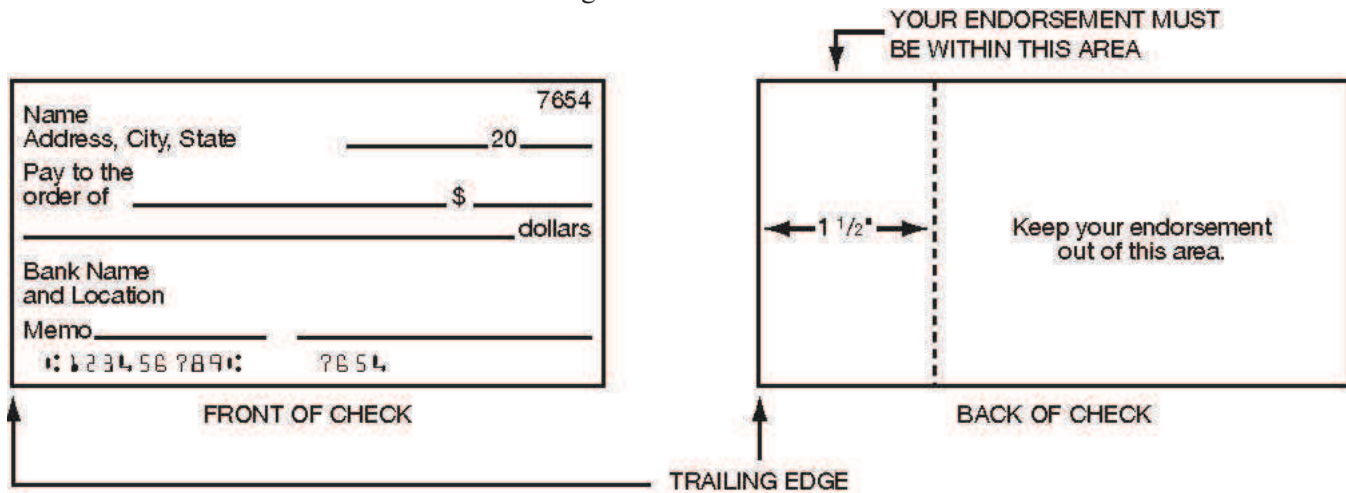 YOUR ENDORSEMENT MUST
BE WITHIN THIS AREA
7654
Name
Address, City, State 20
Pay to the
order of $
dollars
Bank Name
and Location
Memo
⑆123456789⑆ 7654
FRONT OF CHECK
1 1/2"
Keep your endorsement
out of this area.
BACK OF CHECK
TRAILING EDGE